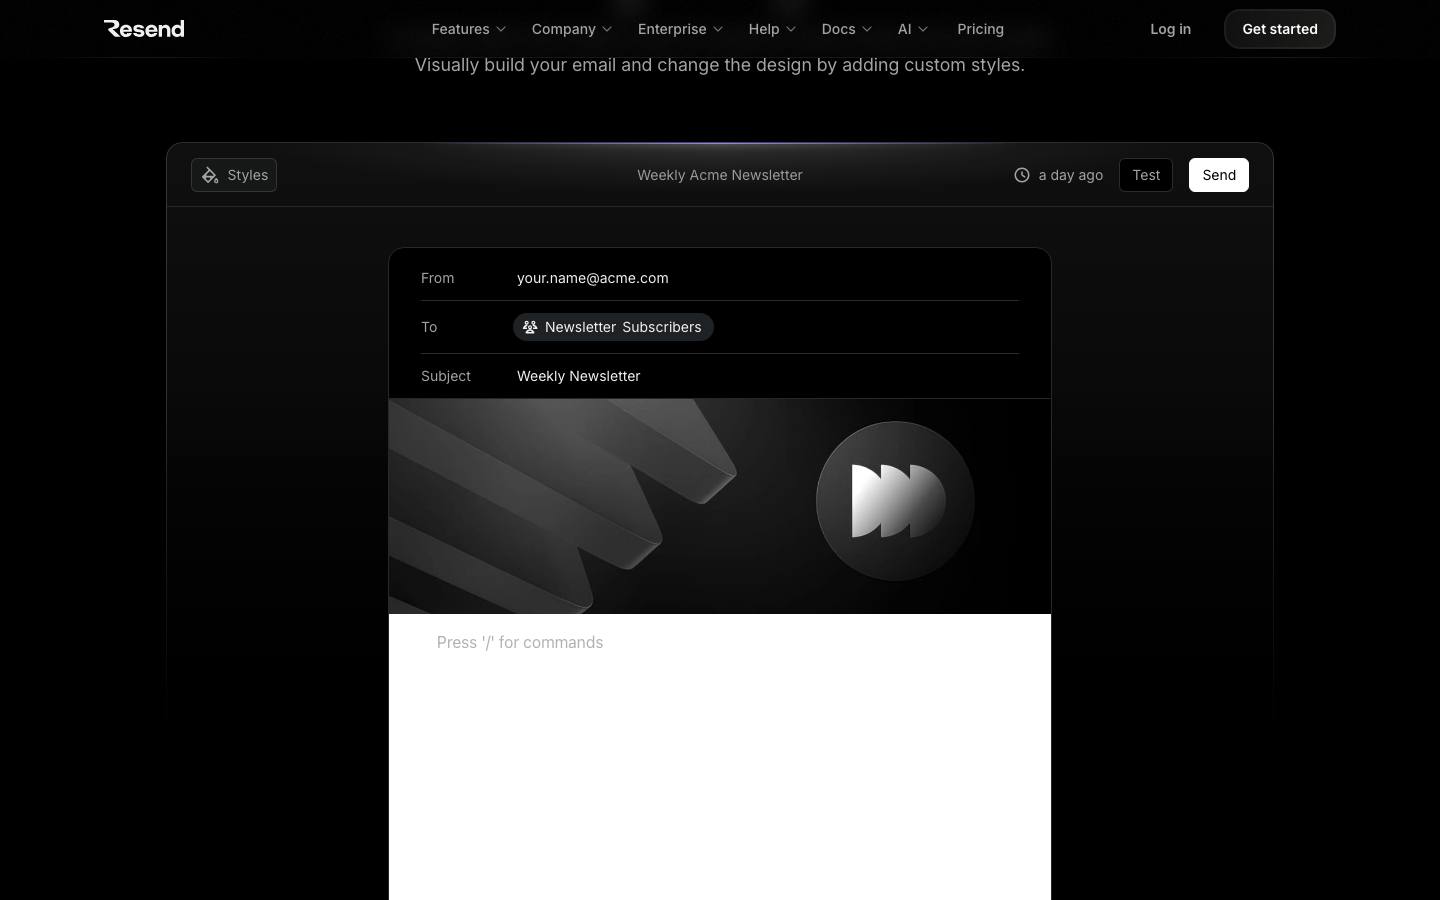 Resend
Features
Company
Enterprise
Help
Docs
AI
Pricing
Log in
Get started
Visually build your email and change the design by adding custom styles.
Styles
Weekly Acme Newsletter
a day ago
Test
Send
From
your.name@acme.com
To
Newsletter Subscribers
Subject
Weekly Newsletter
Press '/' for commands